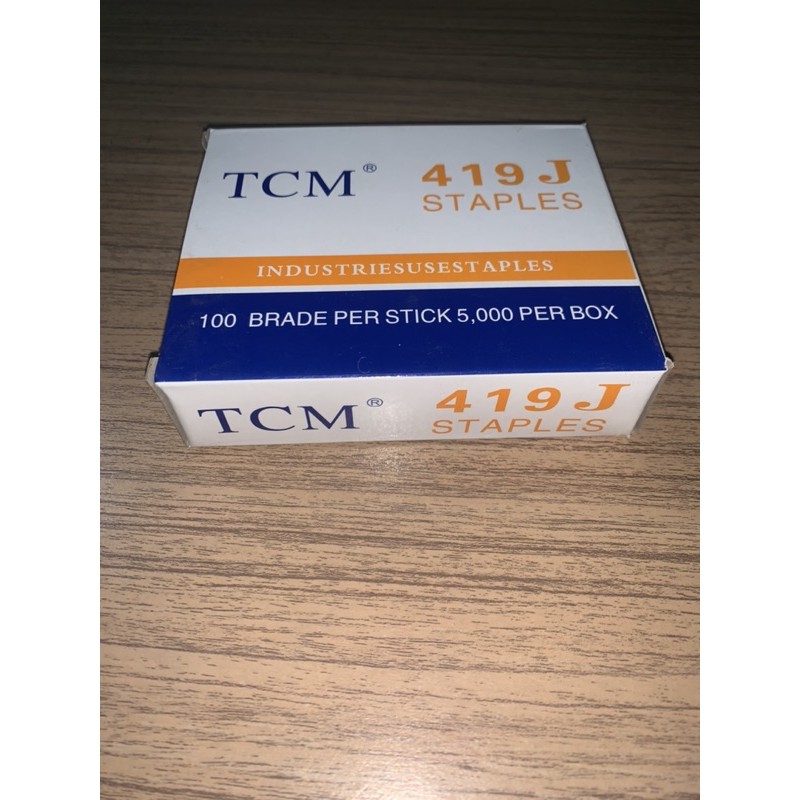 TCM® 419 J
STAPLES
INDUSTRIESUSESTAPLES
100 BRADE PER STICK 5,000 PER BOX
TCM® 419 J
STAPLES